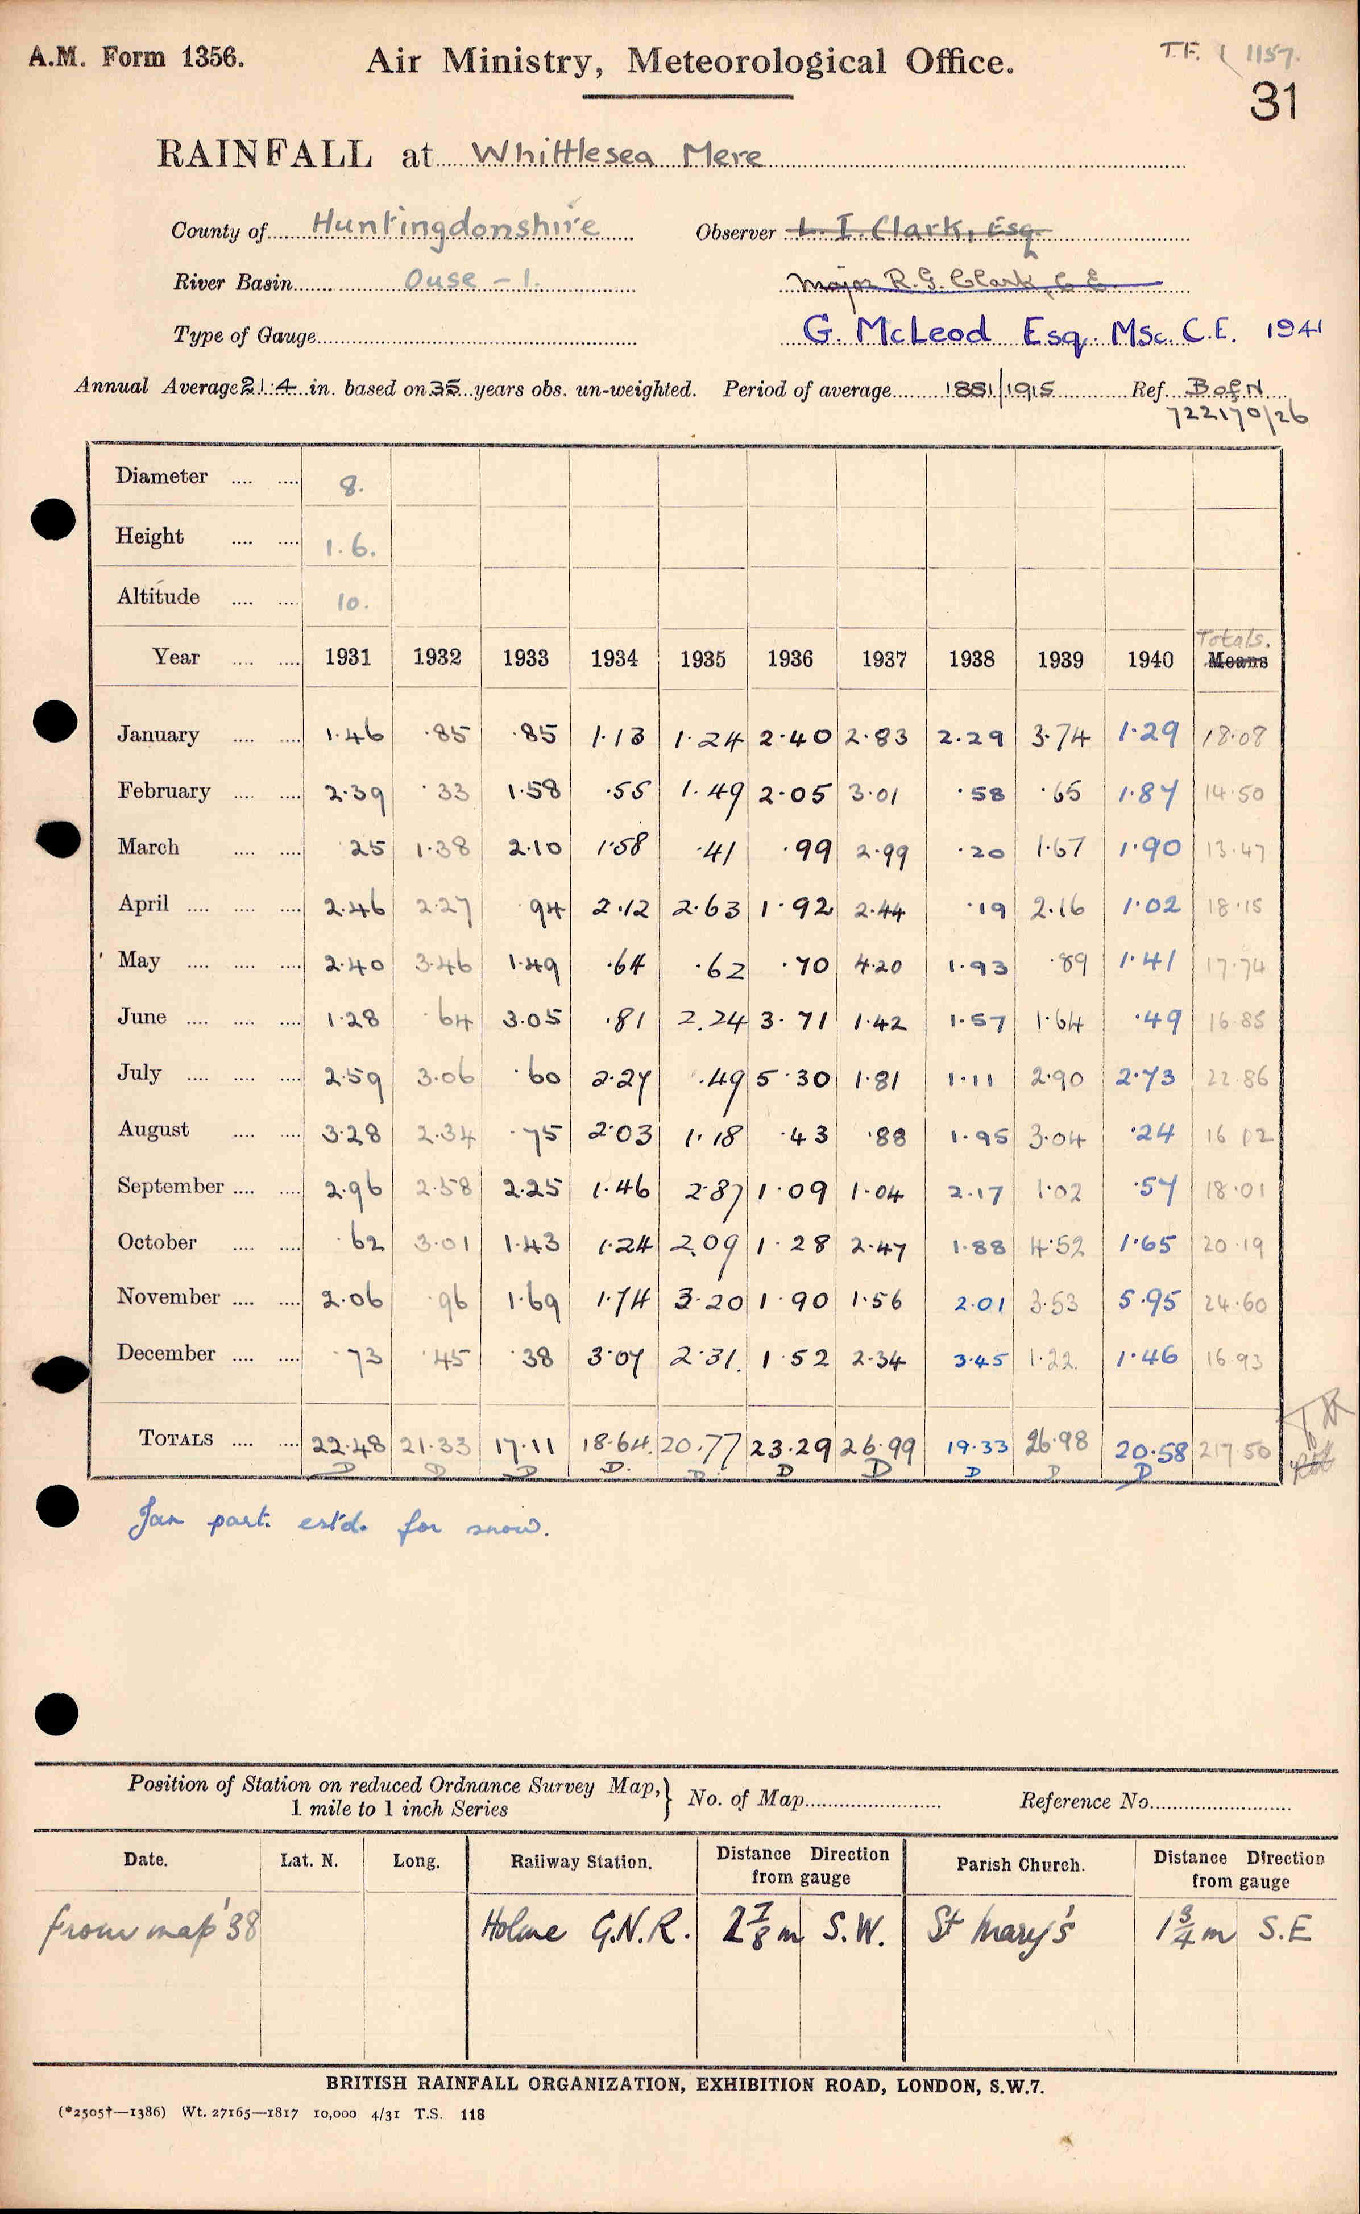 A.M. Form 1356.
Air Ministry, Meteorological Office.
T.F. 1157.
31
RAINFALL at Whittlesea Mere
County of Huntingdonshire Observer L. I. Clark, Esq.
River Basin Ouse - 1. Major R.G. Clark, C.E.
Type of Gauge G. McLeod Esq. MSc. C.E. 1941
Annual Average 21.4 in. based on 35 years obs. un-weighted. Period of average 1881/1915 Ref.
722170/26
Diameter 8.
Height 1.6.
Altitude 10.
Totals.
Year 1931 1932 1933 1934 1935 1936 1937 1938 1939 1940 Means
January 1.46 .85 .85 1.13 1.24 2.40 2.83 2.29 3.74 1.29 18.08
February 2.39 .33 1.58 .55 1.49 2.05 3.01 .58 .65 1.87 14.50
March .25 1.38 2.10 1.58 .41 .99 2.99 .20 1.67 1.90 13.47
April 2.46 2.27 .94 2.12 2.63 1.92 2.44 .19 2.16 1.02 18.15
May 2.40 3.46 1.49 .64 .62 .70 4.20 1.93 .89 1.41 17.74
June 1.28 .64 3.05 .81 2.24 3.71 1.42 1.57 1.64 .49 16.85
July 2.59 3.06 .60 2.27 .49 5.30 1.81 1.11 2.90 2.73 22.86
August 3.28 2.34 .75 2.03 1.18 .43 .88 1.95 3.04 .24 16.12
September 2.96 2.58 2.25 1.46 2.87 1.09 1.04 2.17 1.02 .57 18.01
October .62 3.01 1.43 1.24 2.09 1.28 2.47 1.88 4.52 1.65 20.19
November 2.06 .96 1.69 1.74 3.20 1.90 1.56 2.01 3.53 5.95 24.60
December .73 .45 .38 3.07 2.31 1.52 2.34 3.45 1.22 1.46 16.93
TOTALS 22.48 21.33 17.11 18.64 20.77 23.29 26.99 19.33 26.98 20.58 217.50
D D D D D D D D D D
Jan part. est'd. for snow.
Position of Station on reduced Ordnance Survey Map, } No. of Map Reference No.
1 mile to 1 inch Series
Date. Lat. N. Long. Railway Station. Distance Direction from gauge Parish Church. Distance Direction from gauge
from map '38 Holme G.N.R. 2 7/8 m S.W. St Mary's 1 3/4 m S.E
BRITISH RAINFALL ORGANIZATION, EXHIBITION ROAD, LONDON, S.W.7.
(*2505†—1386) Wt. 27165—1817 10,000 4/31 T.S. 118